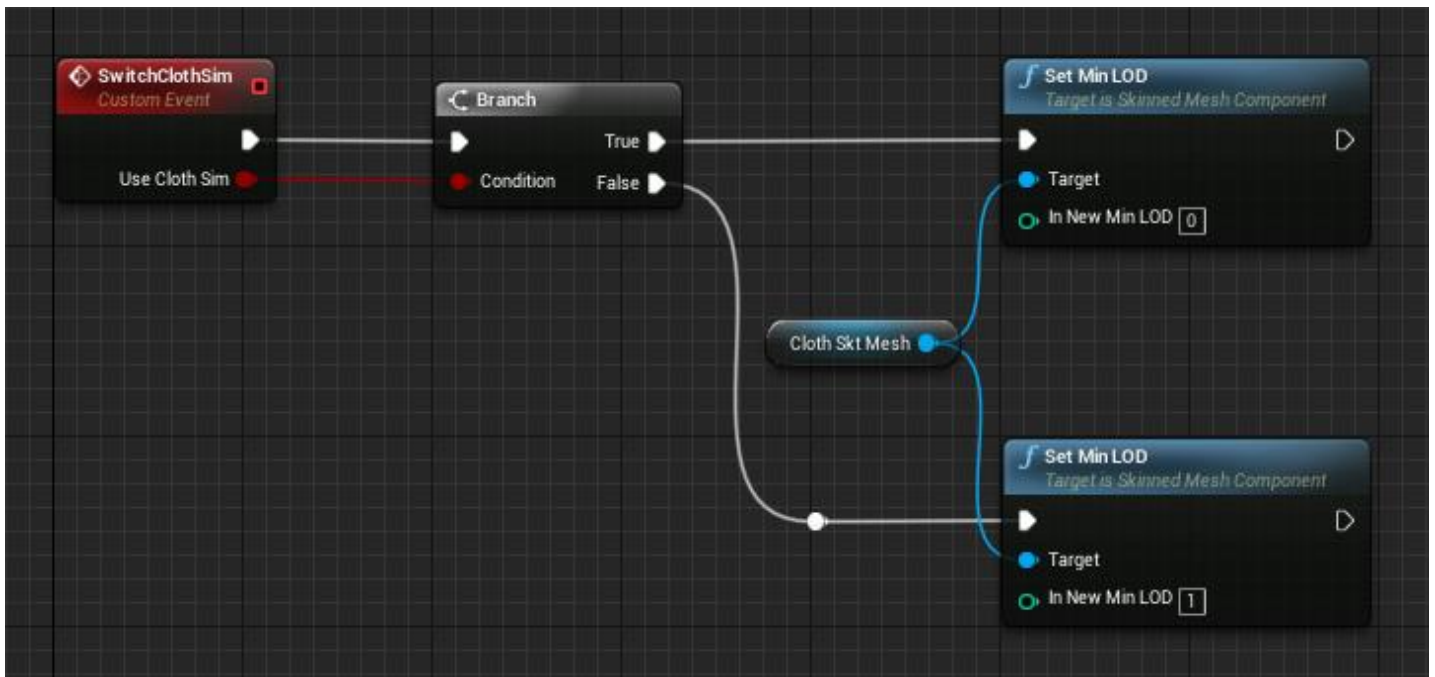 SwitchClothSim
Custom Event
Use Cloth Sim
Branch
True
Condition
False
Set Min LOD
Target is Skinned Mesh Component
Target
In New Min LOD 0
Cloth Skt Mesh
Set Min LOD
Target is Skinned Mesh Component
Target
In New Min LOD 1